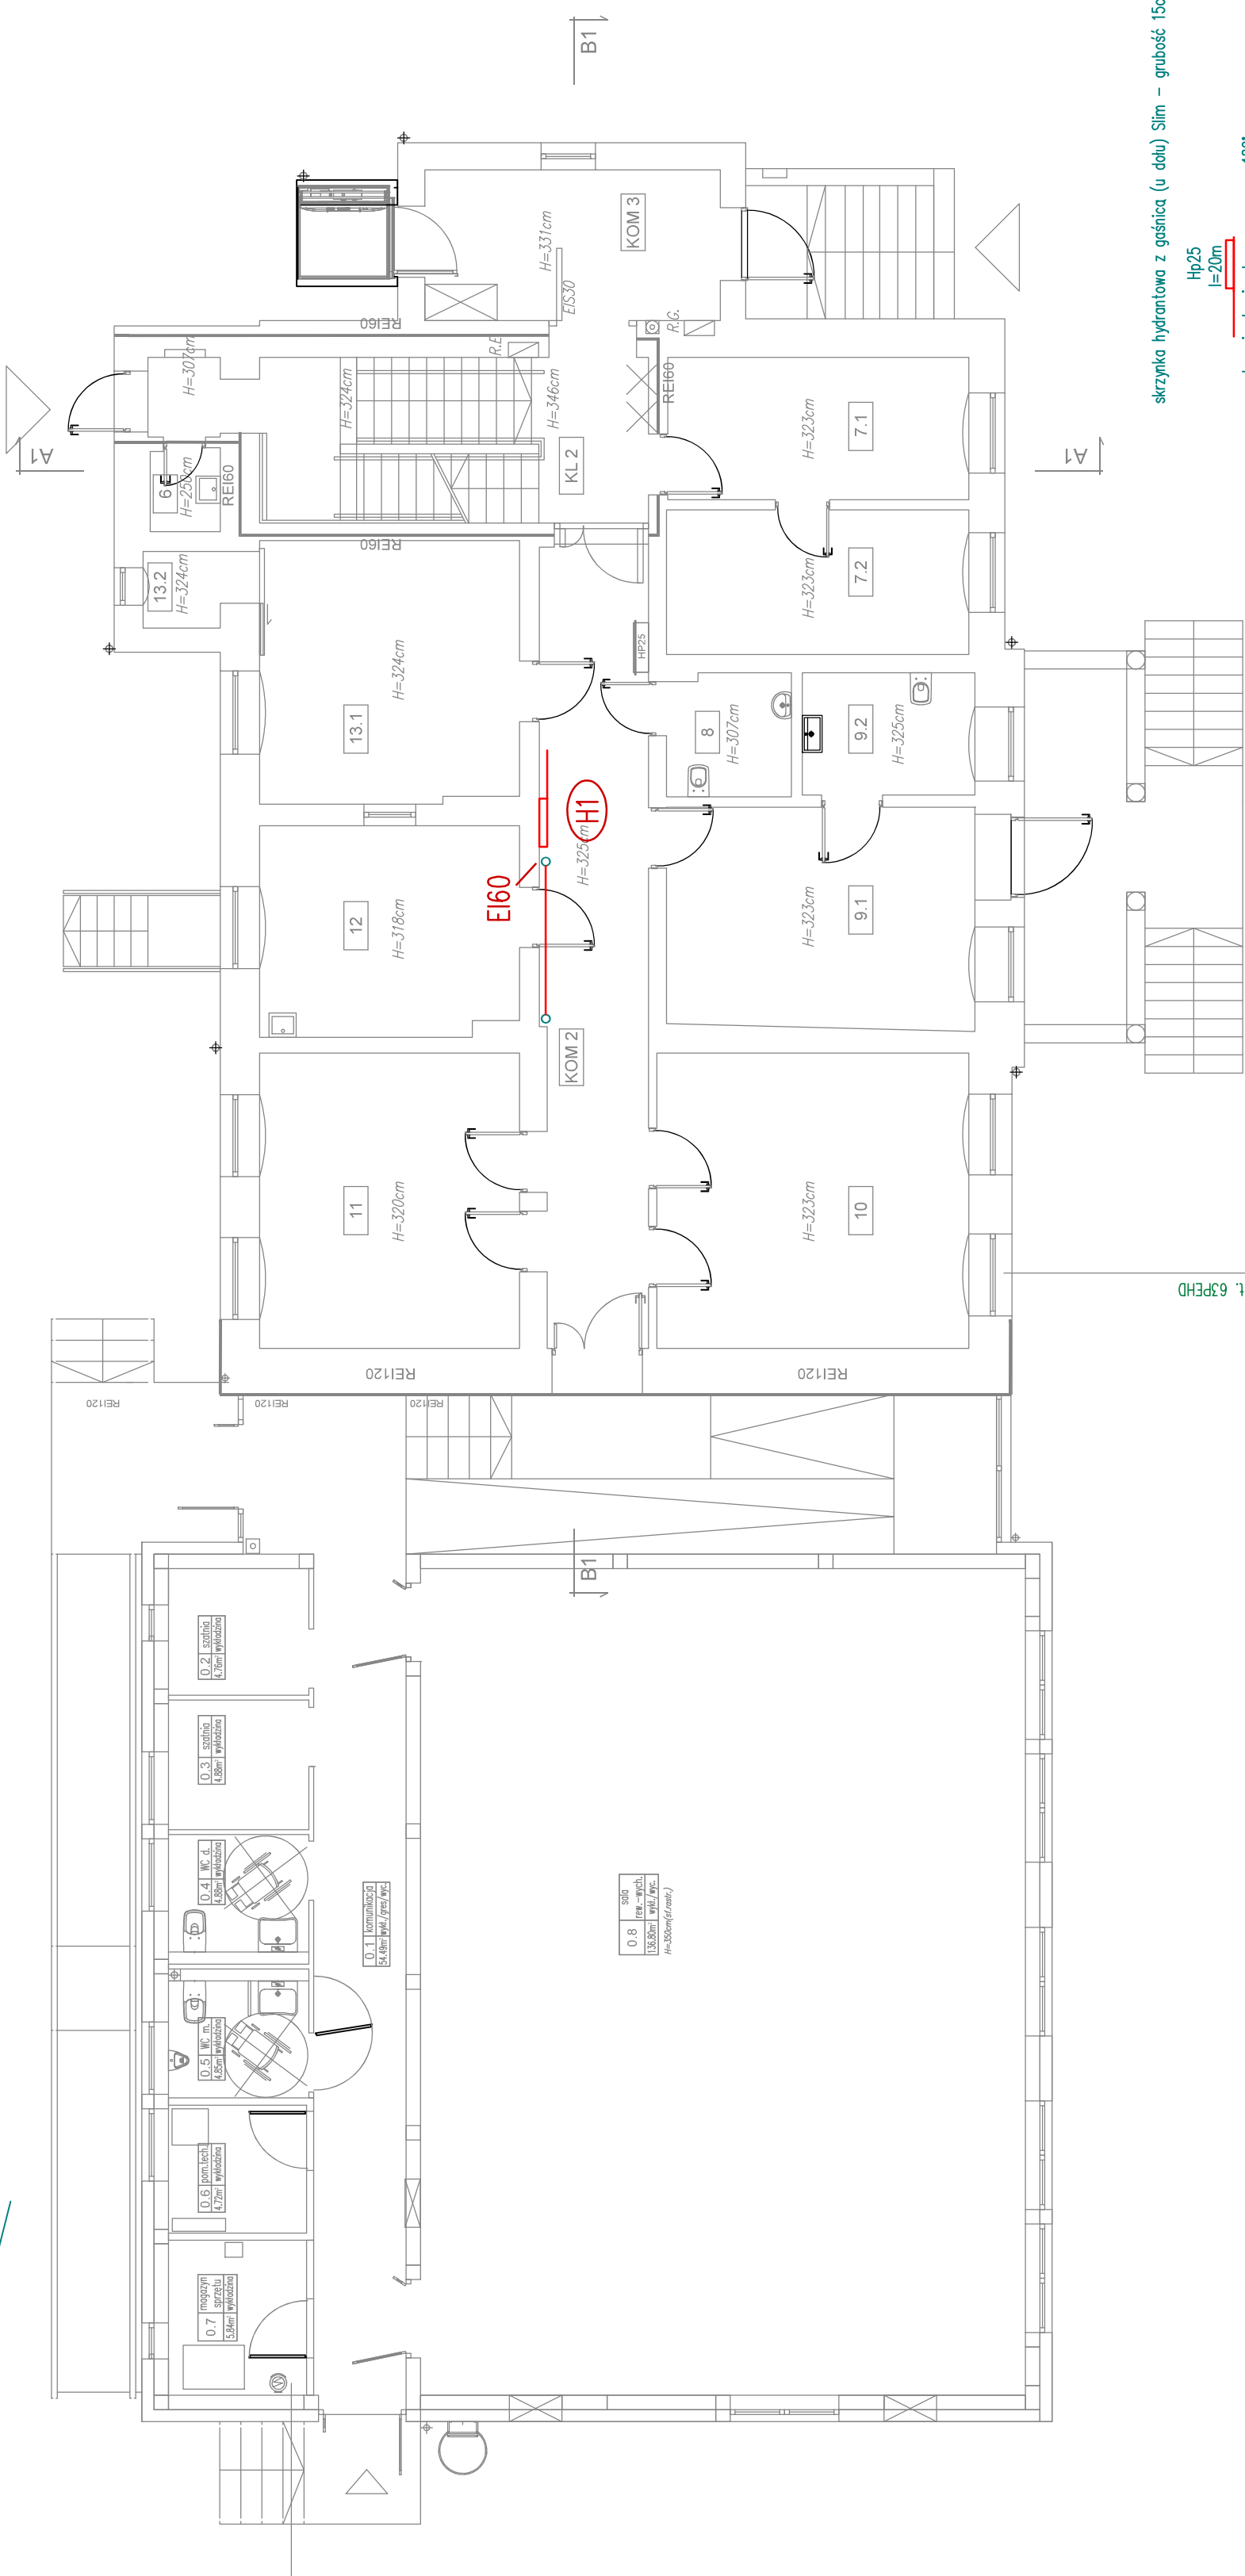 B1
A1
A1
B1
skrzynka hydrantowa z gaśnicą (u dołu) Slim – grubość 15c
Hp25
l=20m
H=307cm
REI60
R.E
H=324cm
H=346cm
KL 2
H=331cm
EIS30
KOM 3
R.G.
REI60
6
H=250cm
REI60
REI60
13.2
H=324cm
13.1
H=324cm
HP25
7.1
H=323cm
7.2
H=323cm
8
H=307cm
9.2
H=325cm
H1
H=325cm
EI60
12
H=318cm
9.1
H=323cm
KOM 2
11
H=320cm
10
H=323cm
t. 63PEHD
REI120
REI120
REI120
REI120
REI120
0.2 szatnia
4.76m² wykładzina
0.3 szatnia
4.88m² wykładzina
0.4 WC d.
4.88m² wykładzina
0.5 WC m.
4.85m² wykładzina
0.6 pom.tech.
4.72m² wykładzina
magazyn
0.7 sprzętu
5.84m² wykładzina
0.1 komunikacja
54.49m² wykł./gres/wyc.
sala
0.8 rew.-wych.
136.80m² wykł./wyc.
H=350cm(st.rastr.)